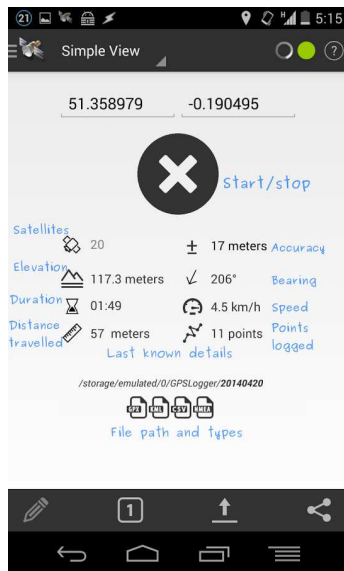 21 5:15
Simple View ?
51.358979 -0.190495
Start/stop
Satellites
20 ± 17 meters Accuracy
Elevation
117.3 meters 206° Bearing
Duration 01:49 4.5 km/h Speed
Distance travelled 57 meters 11 points Points logged
Last known details
/storage/emulated/0/GPSLogger/20140420
GPX KML CSV NMEA
File path and types
1